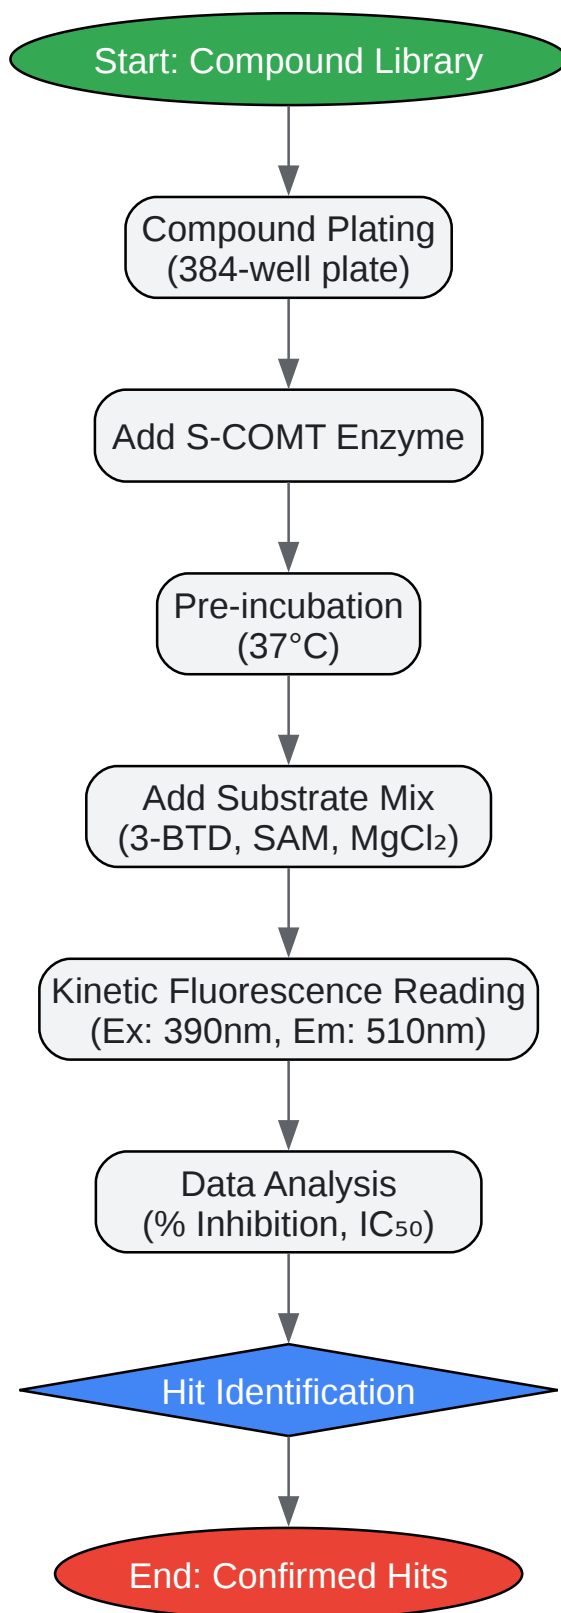 Start: Compound Library
Compound Plating
(384-well plate)
Add S-COMT Enzyme
Pre-incubation
(37°C)
Add Substrate Mix
(3-BTD, SAM, MgCl₂)
Kinetic Fluorescence Reading
(Ex: 390nm, Em: 510nm)
Data Analysis
(% Inhibition, IC₅₀)
Hit Identification
End: Confirmed Hits